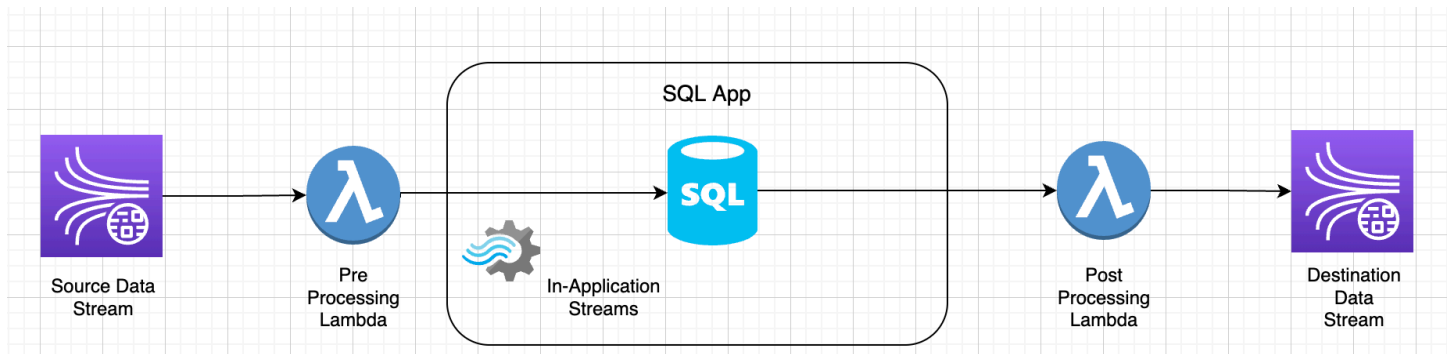 SQL App
SQL
Source Data
Stream
Pre
Processing
Lambda
In-Application
Streams
Post
Processing
Lambda
Destination
Data
Stream